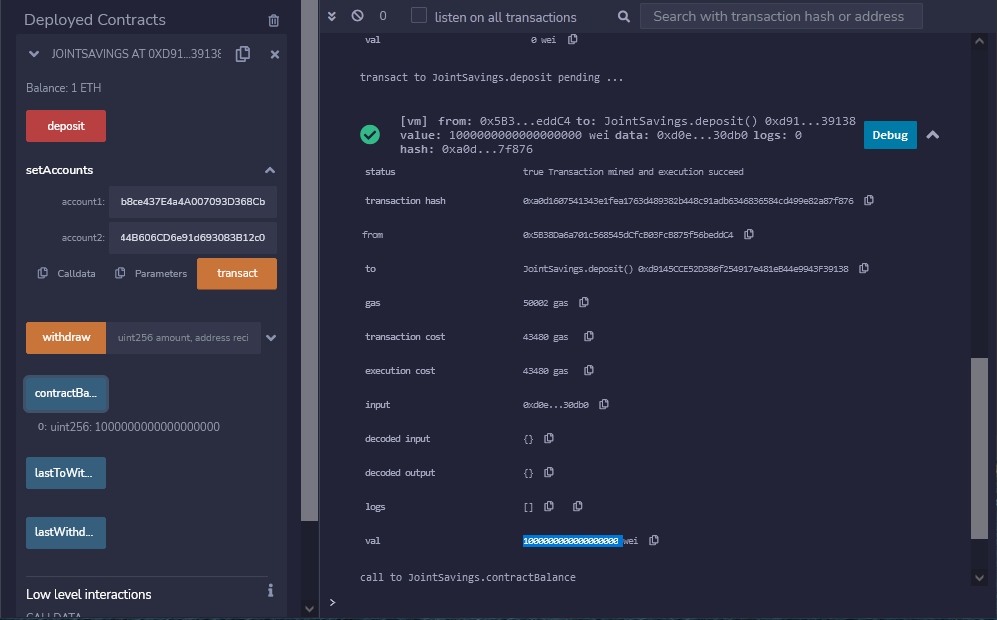 Deployed Contracts
JOINTSAVINGS AT 0XD91...39138
Balance: 1 ETH
deposit
setAccounts
account1: b8ce437E4a4A007093D368Cb
account2: 44B606CD6e91d693083B12c0
Calldata Parameters transact
withdraw uint256 amount, address reci
contractBa...
0: uint256: 1000000000000000000
lastToWit...
lastWithd...
Low level interactions i
CALLDATA
0 listen on all transactions Search with transaction hash or address
val 0 wei
transact to JointSavings.deposit pending ...
[vm] from: 0x5B3...eddC4 to: JointSavings.deposit() 0xd91...39138
value: 1000000000000000000 wei data: 0xd0e...30db0 logs: 0
hash: 0xa0d...7f876
Debug
status true Transaction mined and execution succeed
transaction hash 0xa0d1607541343e1fea1763d489382b448c91adb6346836584cd499e82a87f876
from 0x5B38Da6a701c568545dCfcB03FcB875f56beddC4
to JointSavings.deposit() 0xd9145CCE52D386f254917e481eB44e9943F39138
gas 50002 gas
transaction cost 43480 gas
execution cost 43480 gas
input 0xd0e...30db0
decoded input {}
decoded output {}
logs []
val 1000000000000000000 wei
call to JointSavings.contractBalance
>